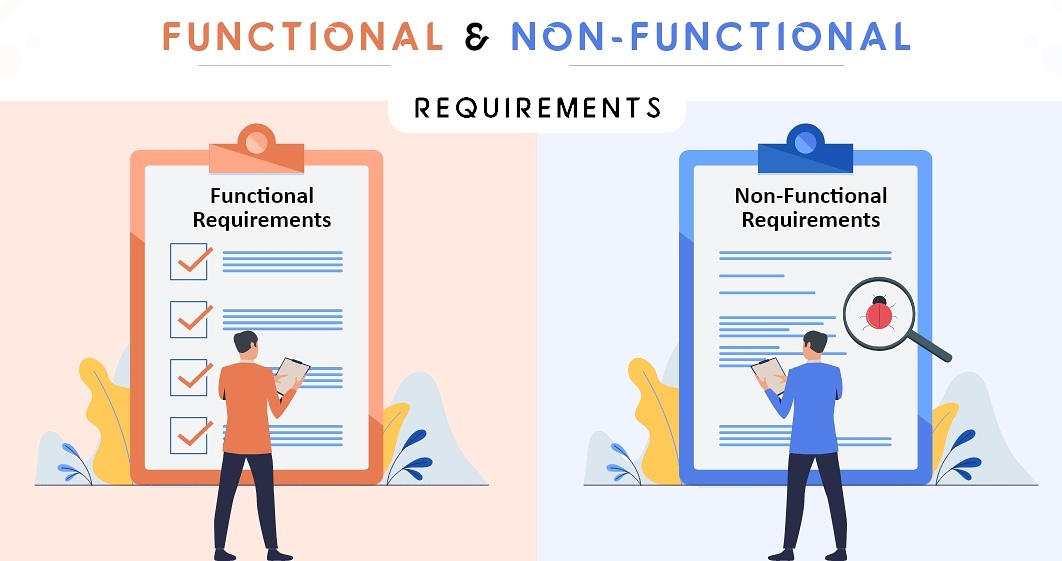 FUNCTIONAL & NON-FUNCTIONAL
REQUIREMENTS
Functional
Requirements
Non-Functional
Requirements